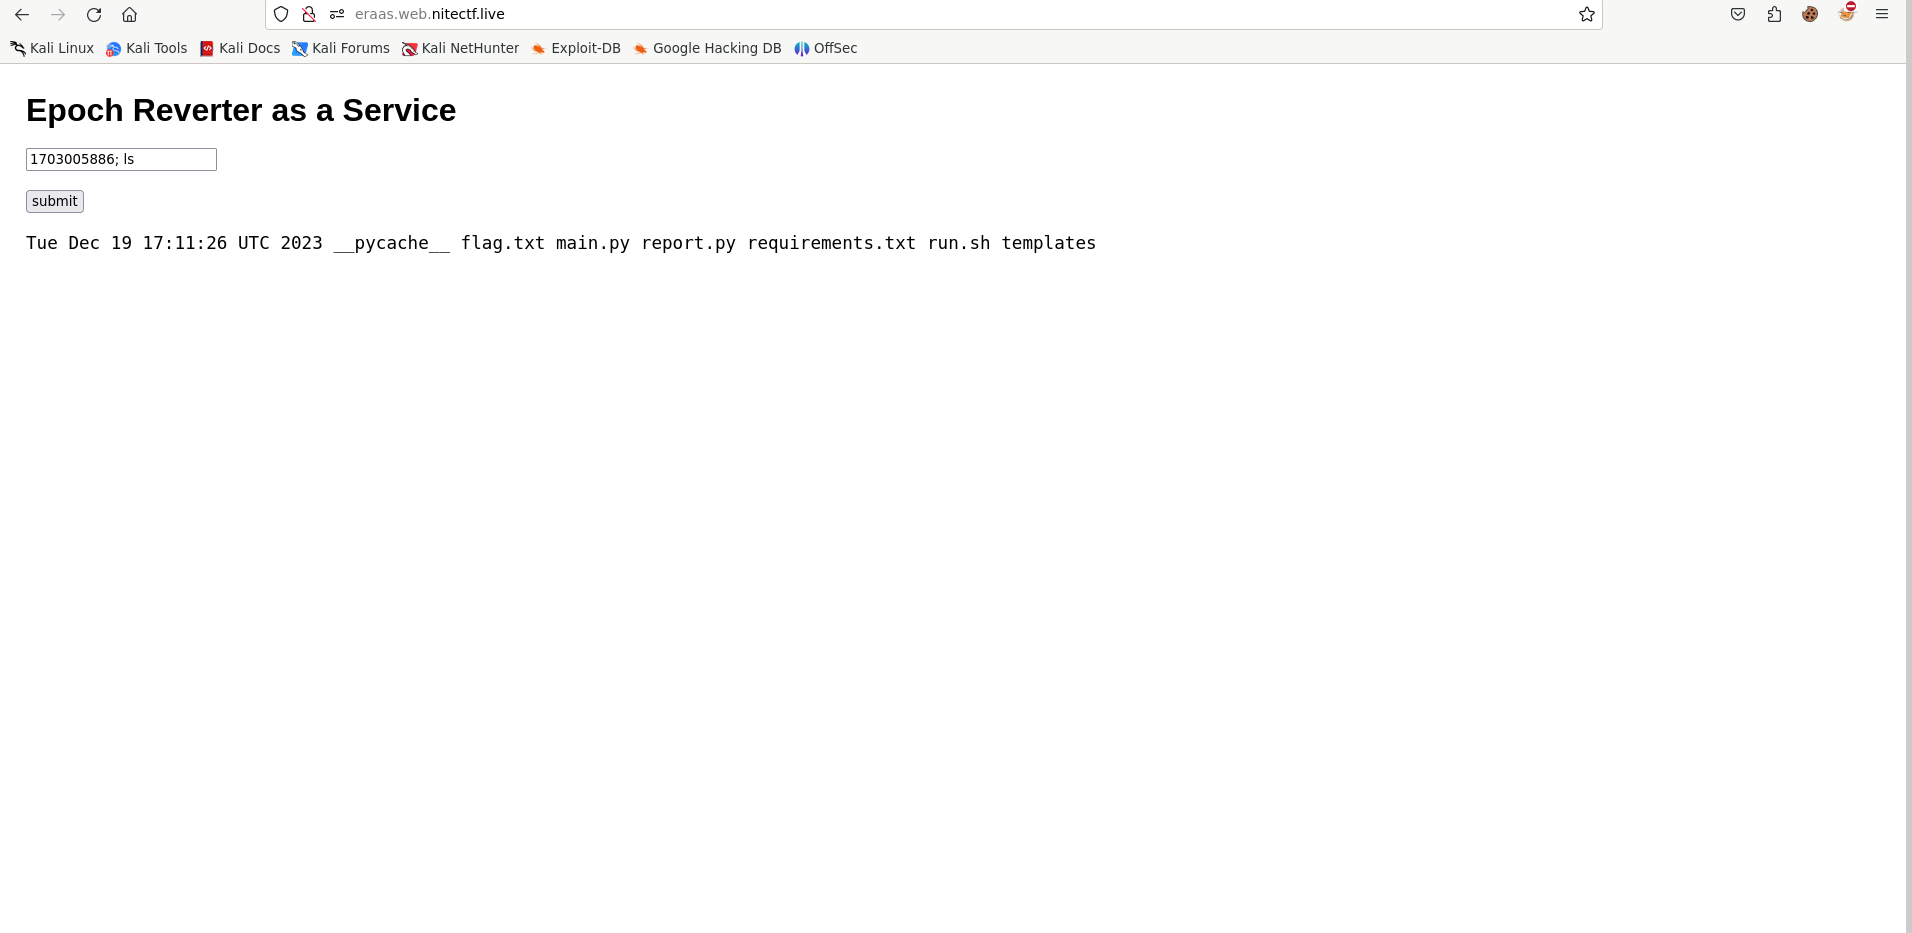 eraas.web.nitectf.live
Kali Linux Kali Tools Kali Docs Kali Forums Kali NetHunter Exploit-DB Google Hacking DB OffSec
Epoch Reverter as a Service
1703005886; ls
submit
Tue Dec 19 17:11:26 UTC 2023 __pycache__ flag.txt main.py report.py requirements.txt run.sh templates